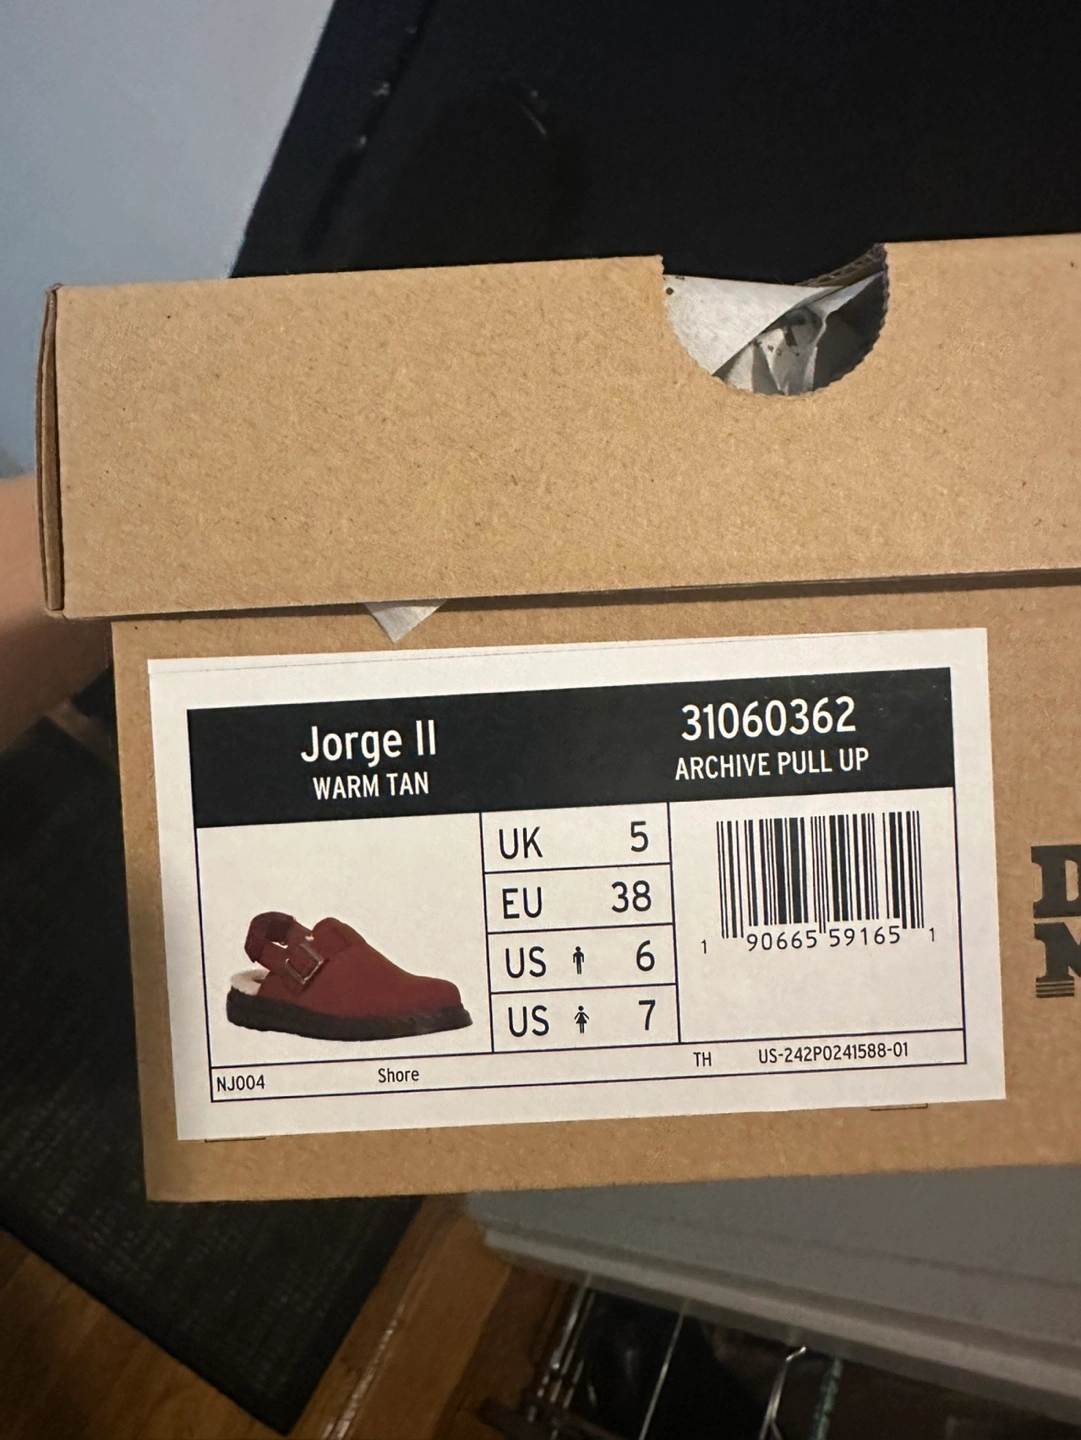 Jorge II
WARM TAN
31060362
ARCHIVE PULL UP
UK 5
EU 38
US 6
US 7
1 90665 59165 1
NJ004 Shore TH US-242P0241588-01
D
M